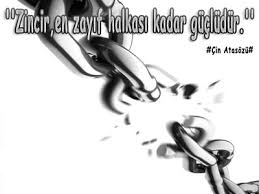 "Zincir,en zayıf halkası kadar güçlüdür."
#Çin Atasözü#